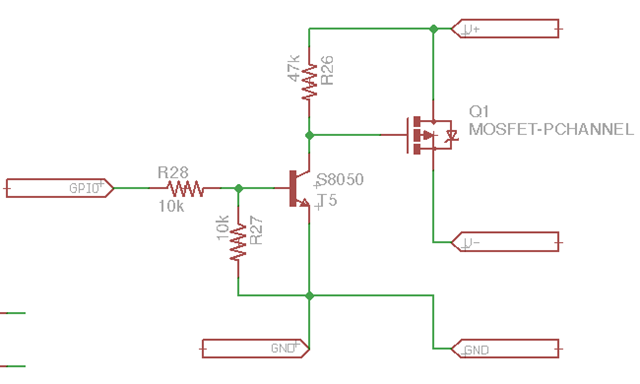 V+
47k
R26
Q1
MOSFET-PCHANNEL
R28
S8050
GPIO
T5
10k
10k
R27
V-
GND
GND